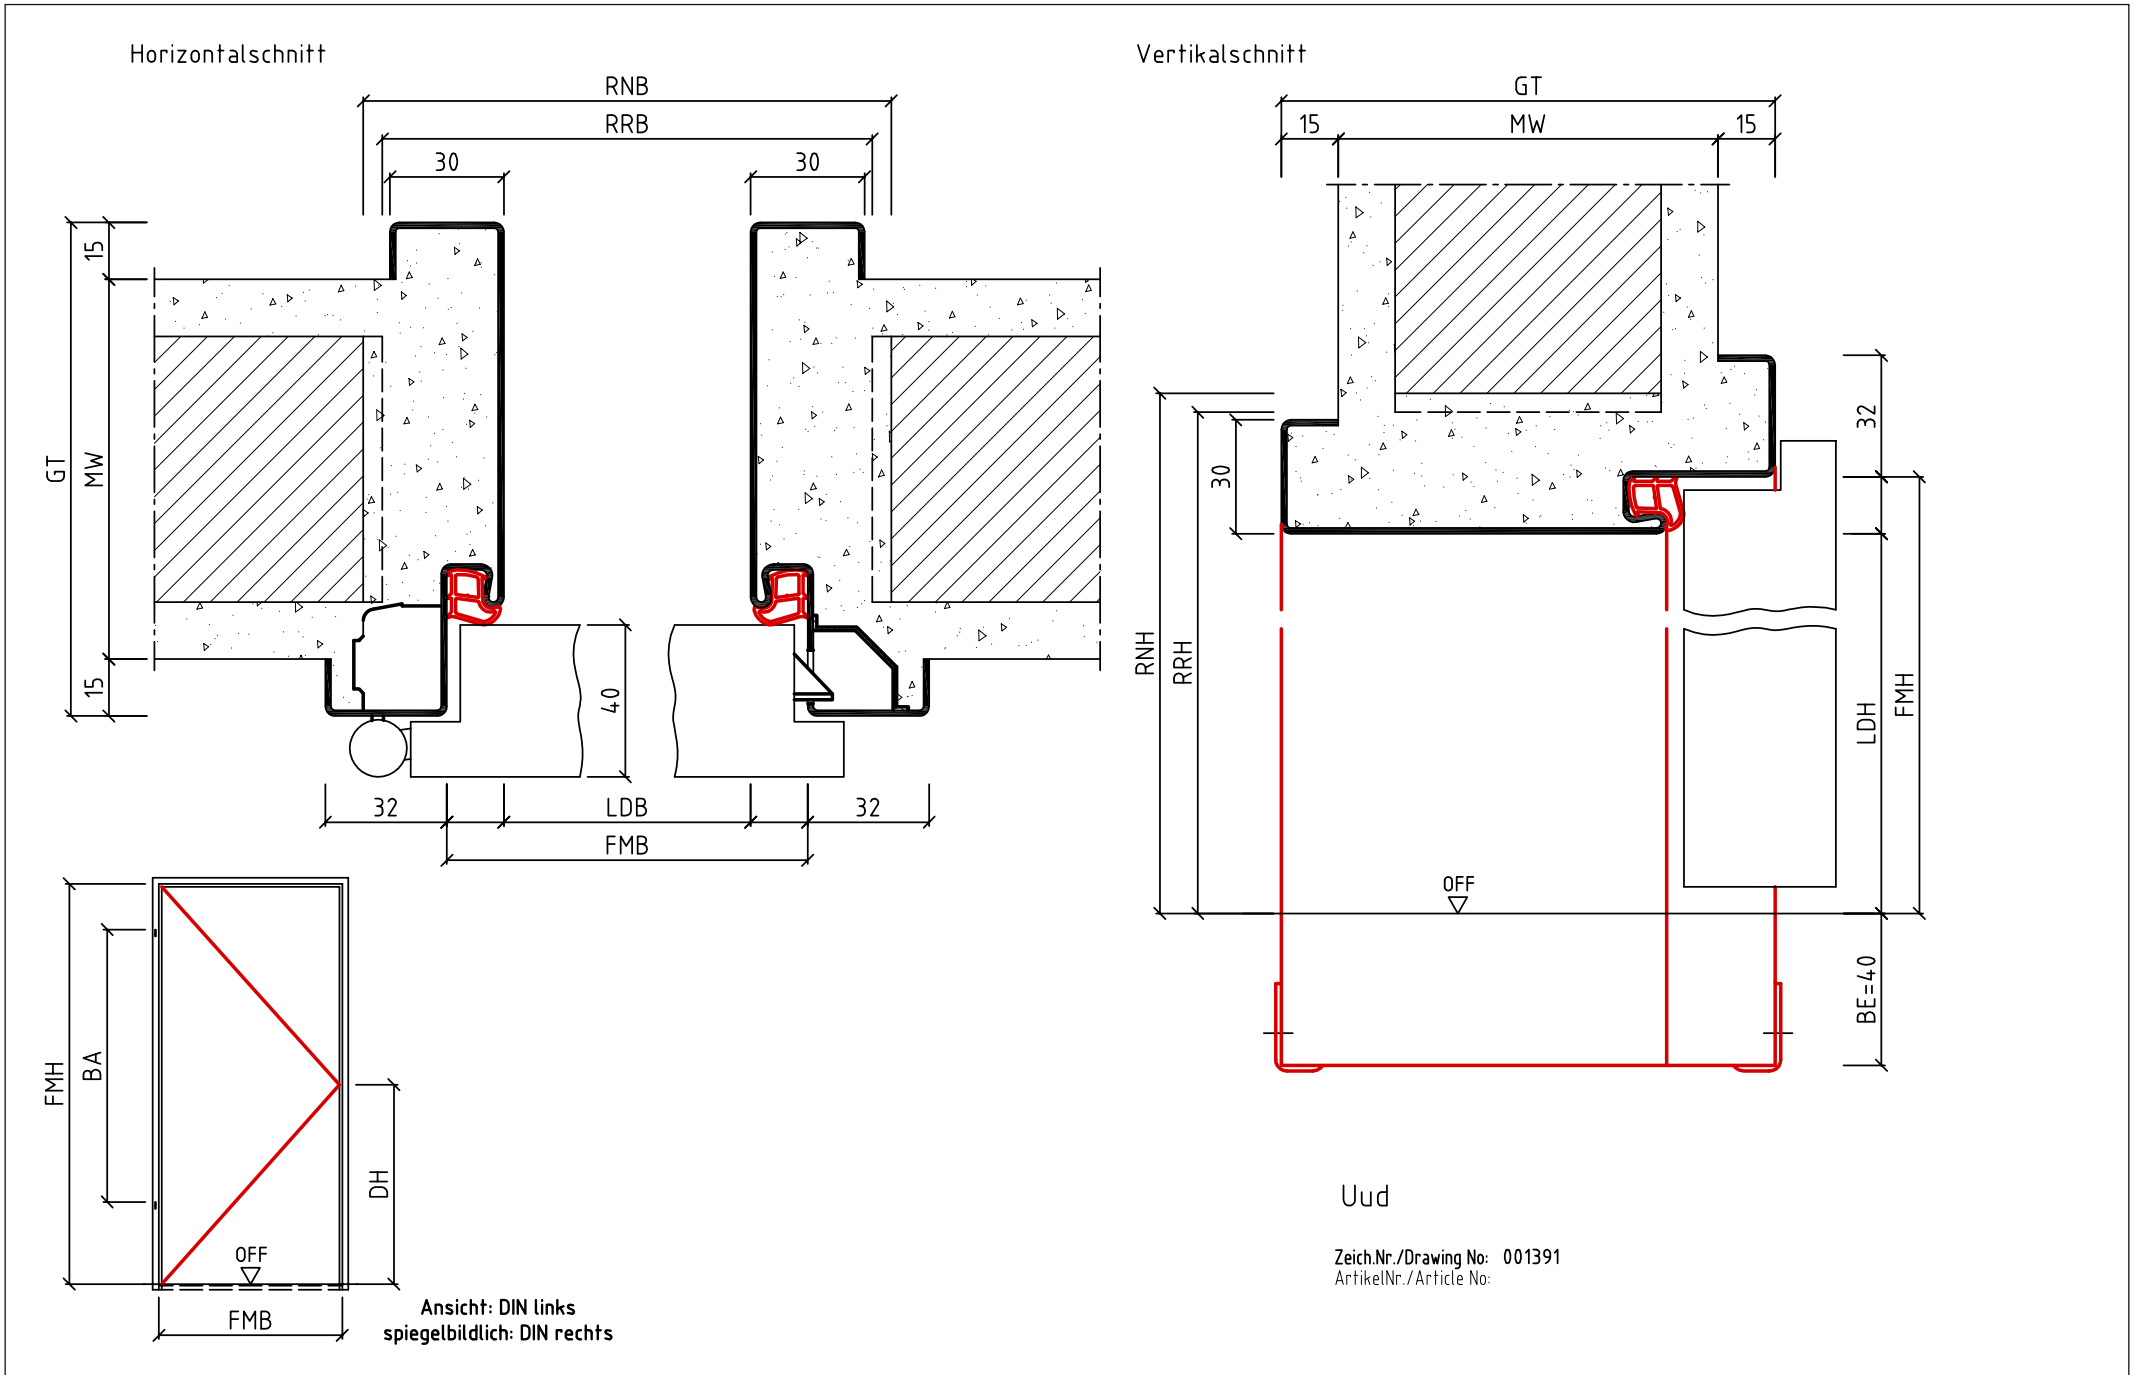 Horizontalschnitt
RNB
RRB
30
30
15
GT
MW
15
40
32
LDB
32
FMB
FMH
BA
DH
OFF
FMB
Ansicht: DIN links
spiegelbildlich: DIN rechts
Vertikalschnitt
GT
15
MW
15
32
30
RNH
RRH
LDH
FMH
OFF
BE=40
Uud
Zeich.Nr./Drawing No: 001391
ArtikelNr./Article No: